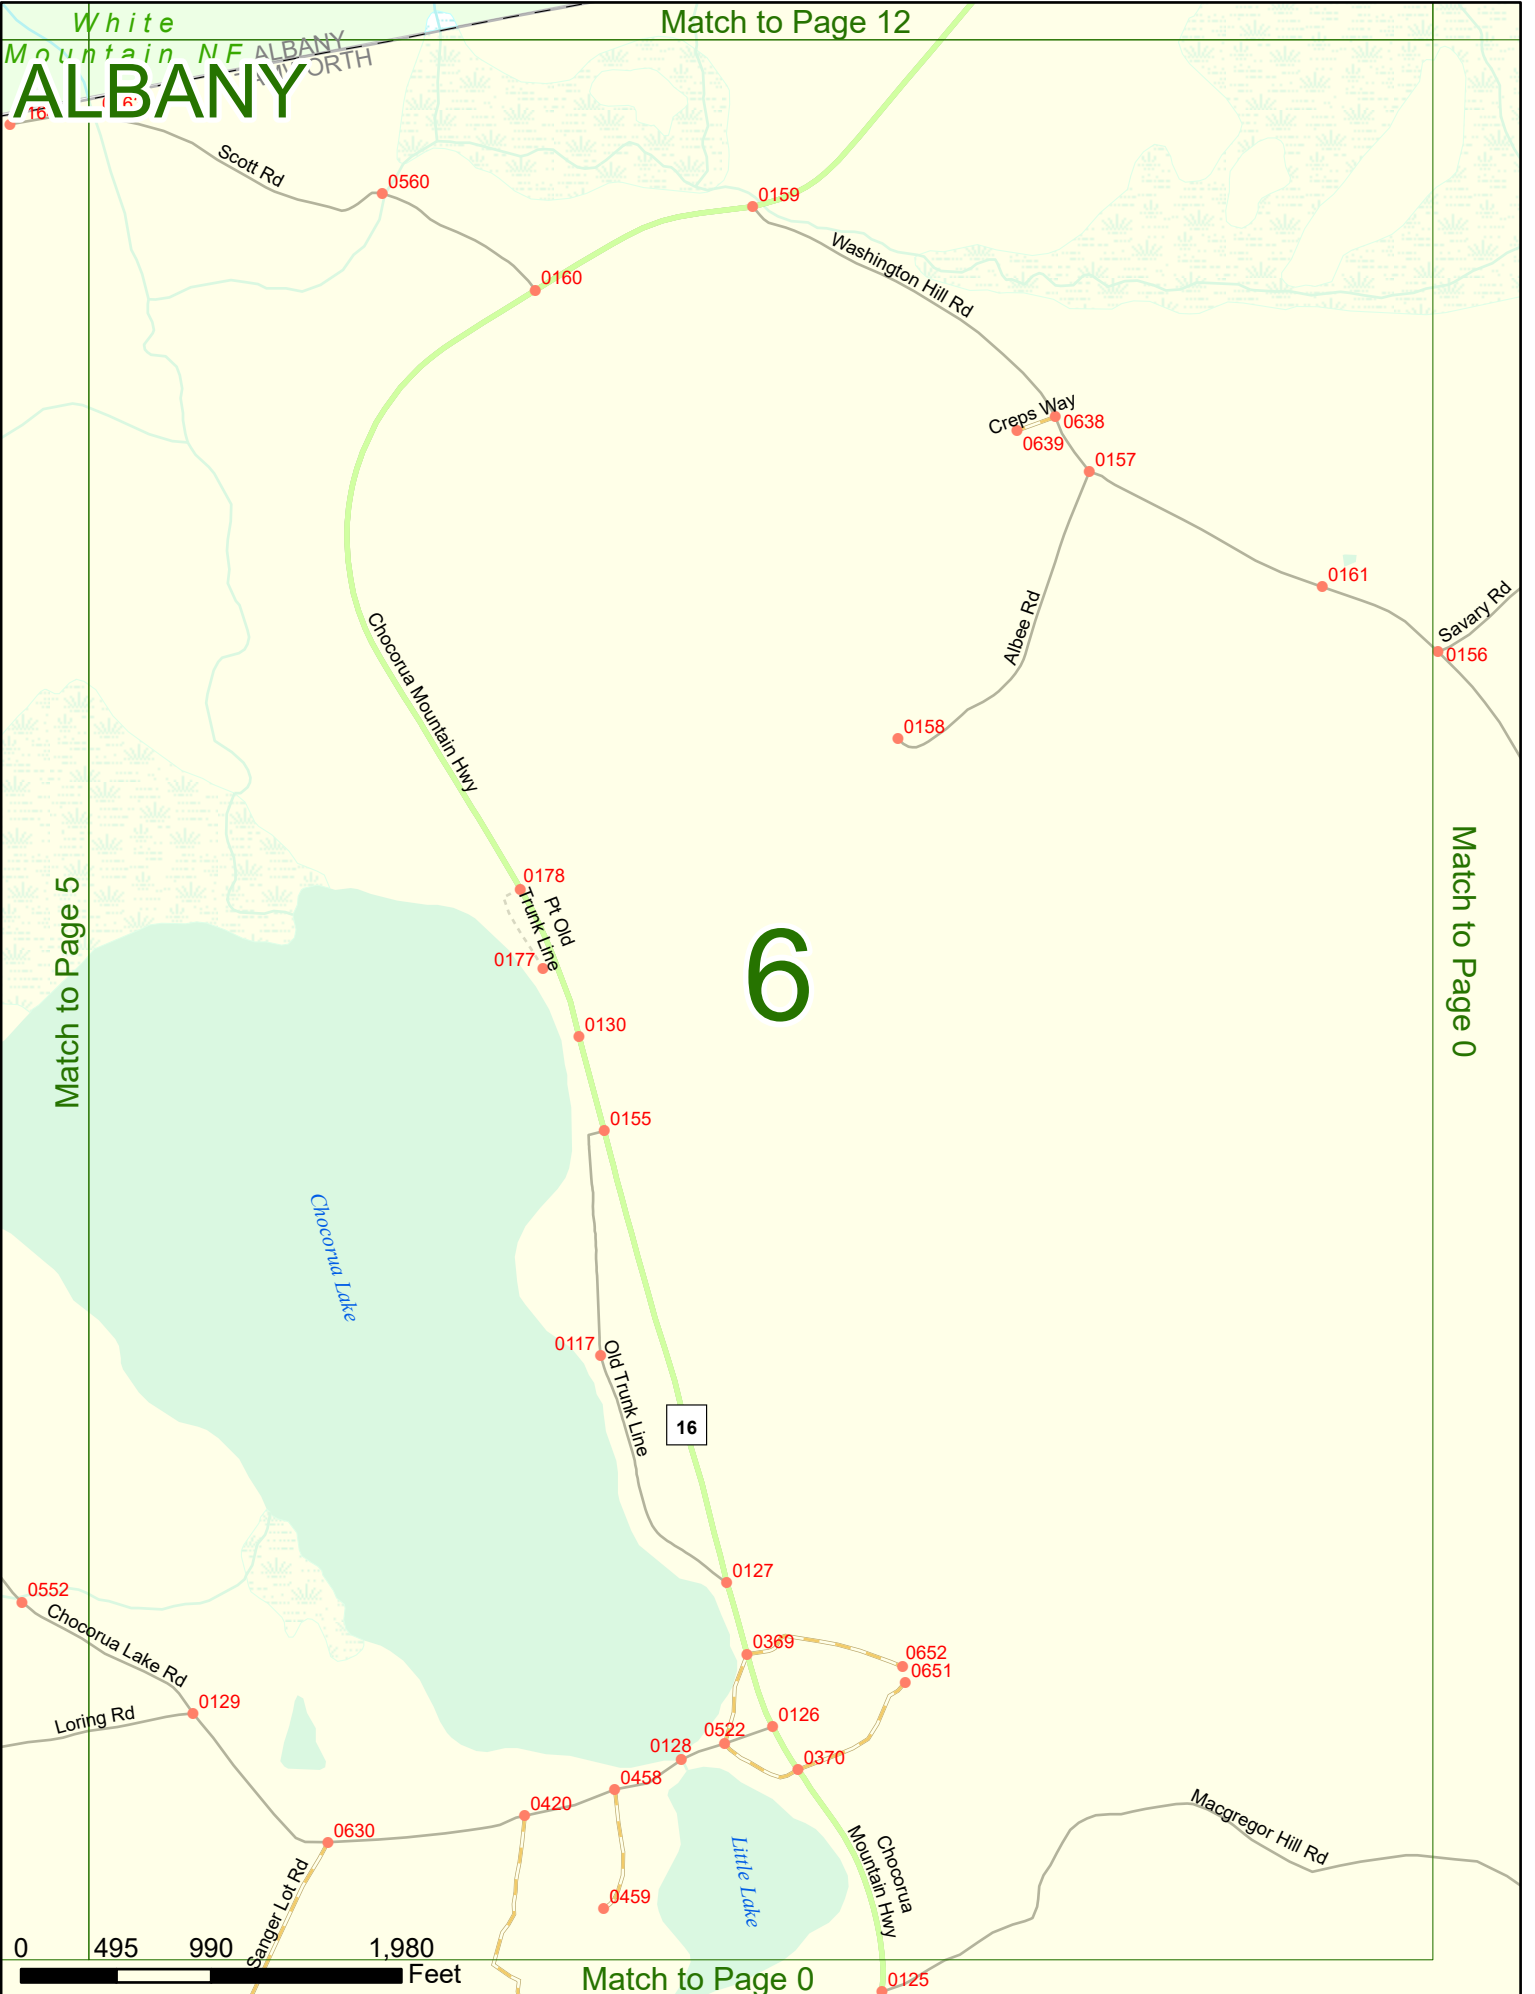 White
Match to Page 12
Mountain NF
ALBANY
ALBANY
16
Scott Rd
0560
0159
Washington Hill Rd
0160
Creps Way
0638
0639
0157
0161
Savary Rd
0156
Albee Rd
Chocorua Mountain Hwy
0158
Match to Page 5
Match to Page 0
0178
Pt Old
Trunk Line
0177
6
0130
0155
Chocorua Lake
0117
Old Trunk Line
16
0127
0552
Chocorua Lake Rd
0369
0652
0651
0129
Loring Rd
0126
0522
0128
0370
0458
0420
0630
Macgregor Hill Rd
Little Lake
Chocorua
Mountain Hwy
0459
Sanger Lot Rd
0 495 990 1,980
Feet
Match to Page 0
0125